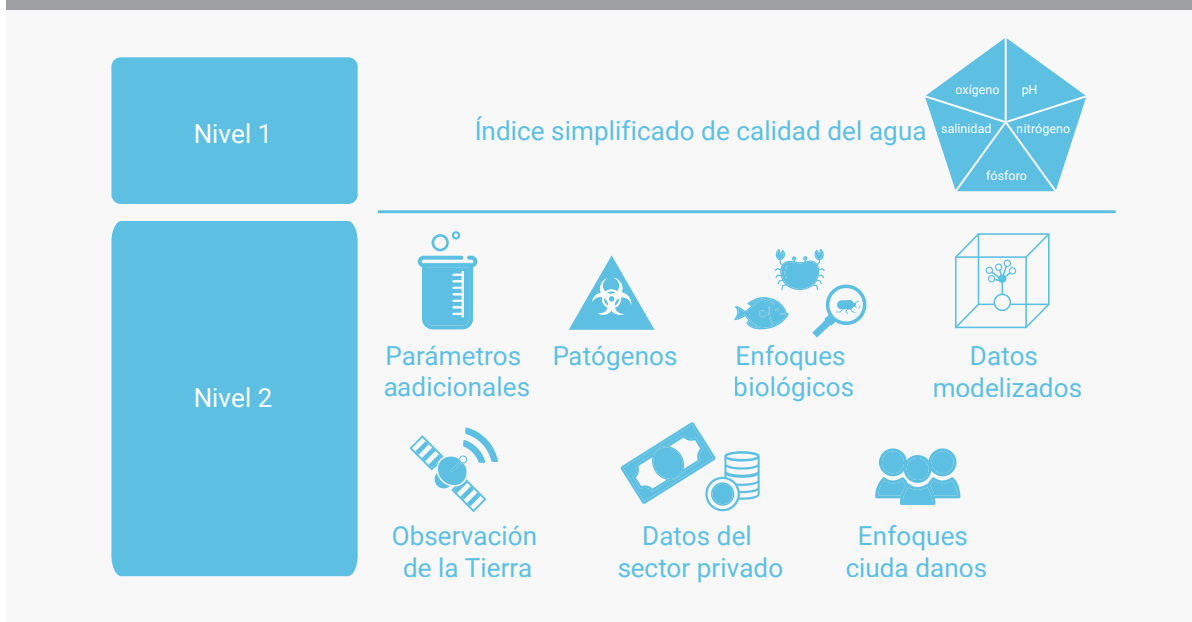 Nivel 1
Índice simplificado de calidad del agua
oxígeno
pH
salinidad
nitrógeno
fósforo
Nivel 2
Parámetros
aadicionales
Patógenos
Enfoques
biológicos
Datos
modelizados
Observación
de la Tierra
Datos del
sector privado
Enfoques
ciuda danos